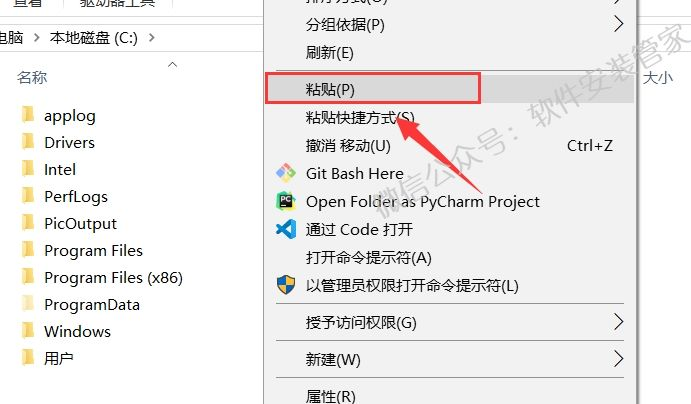 查看
驱动器工具
排序方式(O)
分组依据(P)
刷新(E)
电脑 > 本地磁盘 (C:) >
名称
大小
粘贴(P)
粘贴快捷方式(S)
撤消 移动(U) Ctrl+Z
Git Bash Here
Open Folder as PyCharm Project
通过 Code 打开
打开命令提示符(A)
以管理员权限打开命令提示符(L)
授予访问权限(G)
新建(W)
属性(R)
applog
Drivers
Intel
PerfLogs
PicOutput
Program Files
Program Files (x86)
ProgramData
Windows
用户
微信公众号：软件安装管家